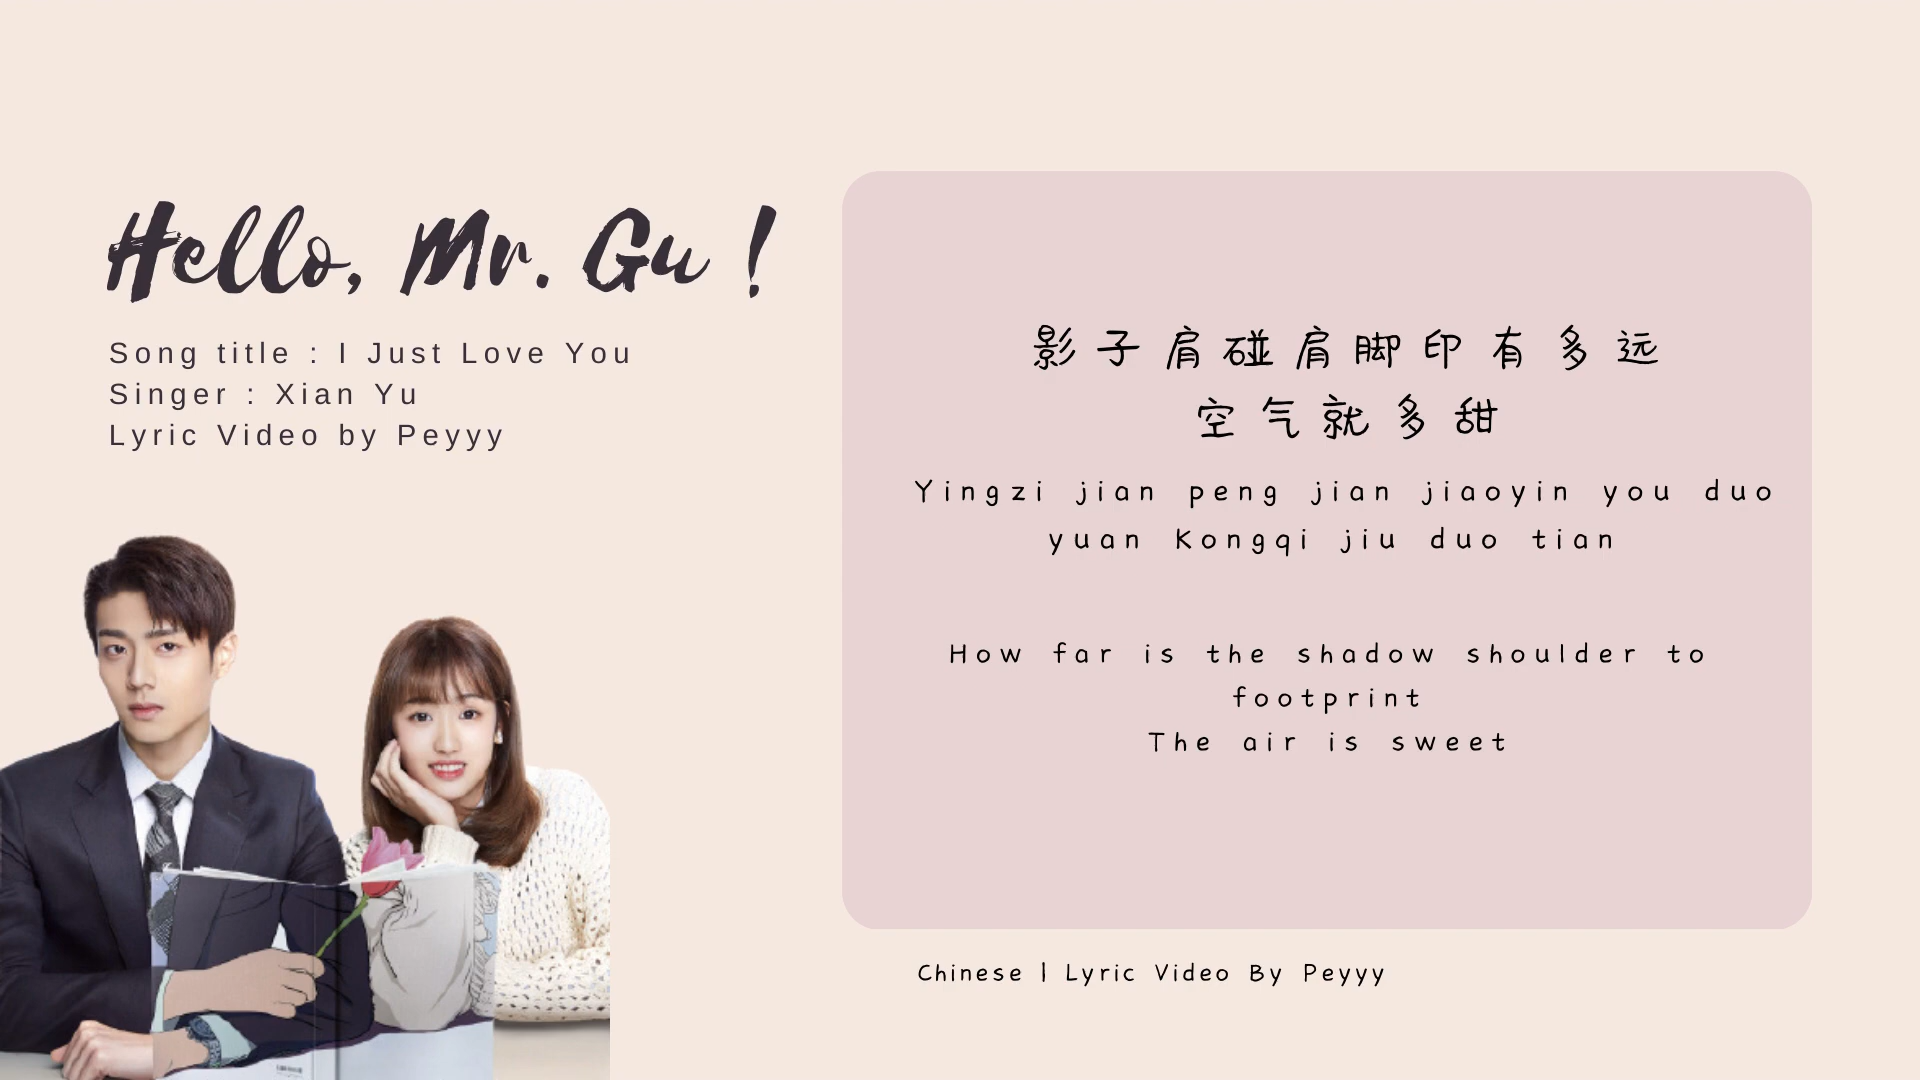 Hello, Mr. Gu !
Song title : I Just Love You
Singer : Xian Yu
Lyric Video by Peyyy
影子肩碰肩脚印有多远
空气就多甜
Yingzi jian peng jian jiaoyin you duo
yuan Kongqi jiu duo tian
How far is the shadow shoulder to
footprint
The air is sweet
Chinese | Lyric Video By Peyyy